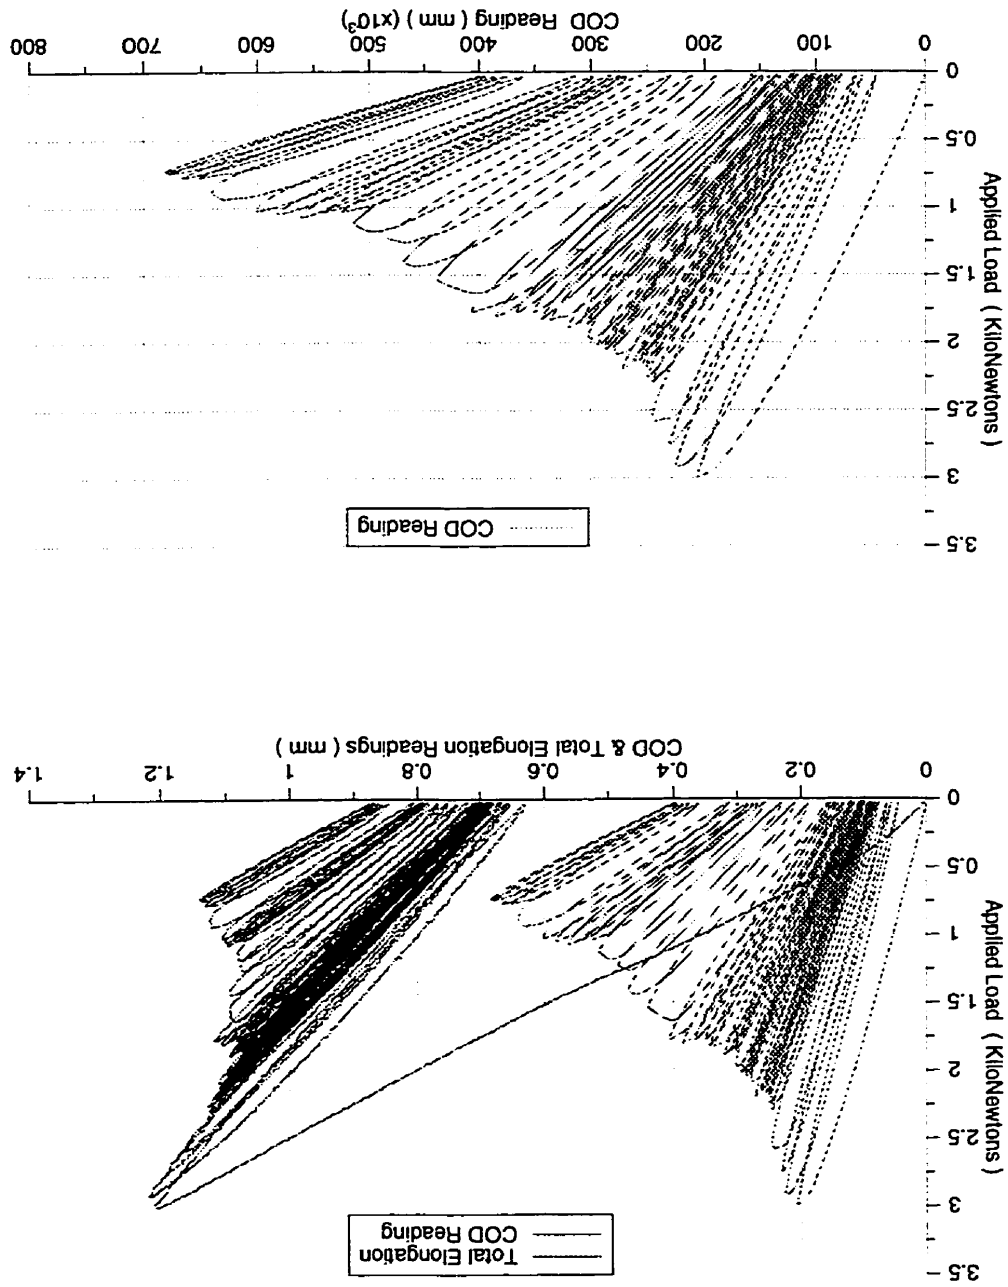 3.5
3
2.5
2
1.5
1
0.5
0
Applied Load ( KiloNewtons )
Total Elongation
COD Reading
0 0.2 0.4 0.6 0.8 1 1.2 1.4
COD & Total Elongation Readings ( mm )
3.5
3
2.5
2
1.5
1
0.5
0
Applied Load ( KiloNewtons )
COD Reading
0 100 200 300 400 500 600 700 800
COD Reading ( mm ) (x10³)